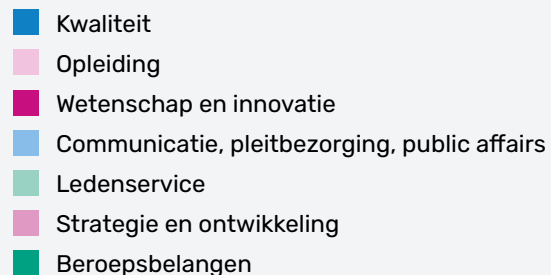 Kwaliteit
Opleiding
Wetenschap en innovatie
Communicatie, pleitbezorging, public affairs
Ledenservice
Strategie en ontwikkeling
Beroepsbelangen